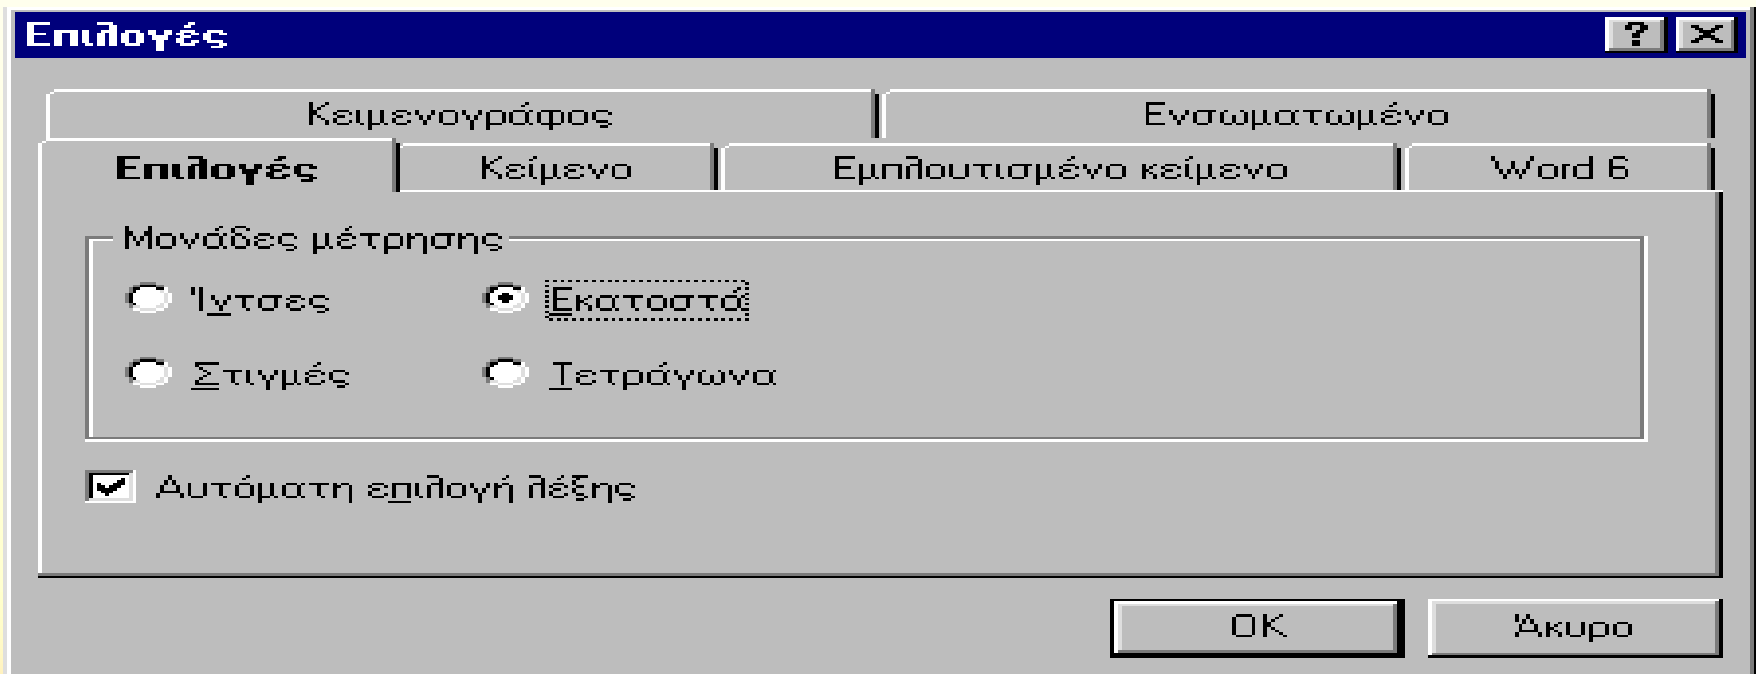 Επιλογές
Κειμενογράφος Ενσωματωμένο
Επιλογές Κείμενο Εμπλουτισμένο κείμενο Word 6
Μονάδες μέτρησης
Ίντσες Εκατοστά
Στιγμές Τετράγωνα
Αυτόματη επιλογή λέξης
OK Άκυρο